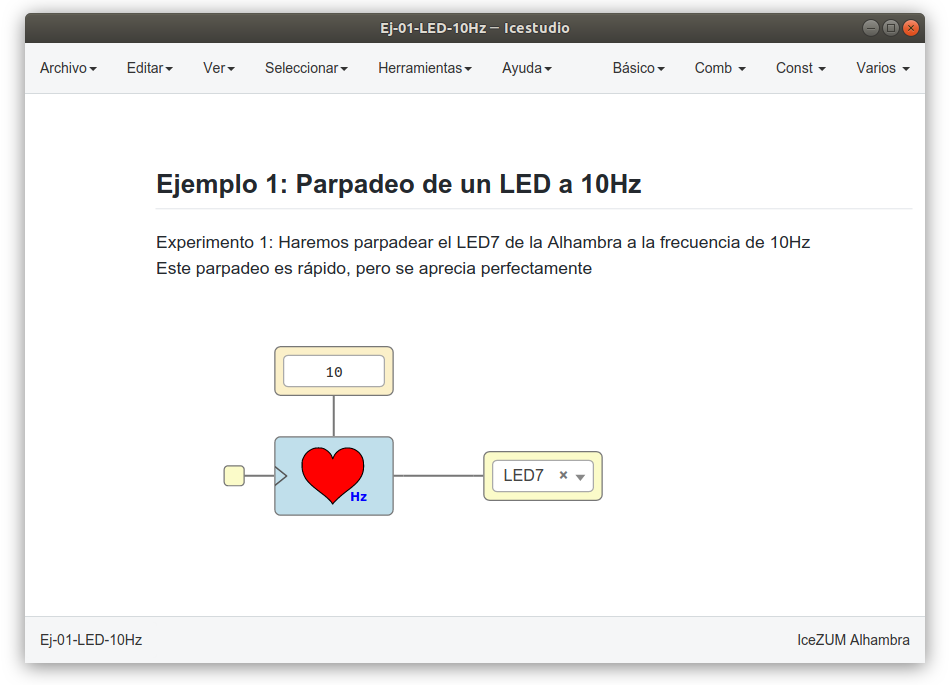 Ej-01-LED-10Hz — Icestudio
Archivo Editar Ver Seleccionar Herramientas Ayuda Básico Comb Const Varios
Ejemplo 1: Parpadeo de un LED a 10Hz
Experimento 1: Haremos parpadear el LED7 de la Alhambra a la frecuencia de 10Hz
Este parpadeo es rápido, pero se aprecia perfectamente
10
Hz
LED7
Ej-01-LED-10Hz IceZUM Alhambra